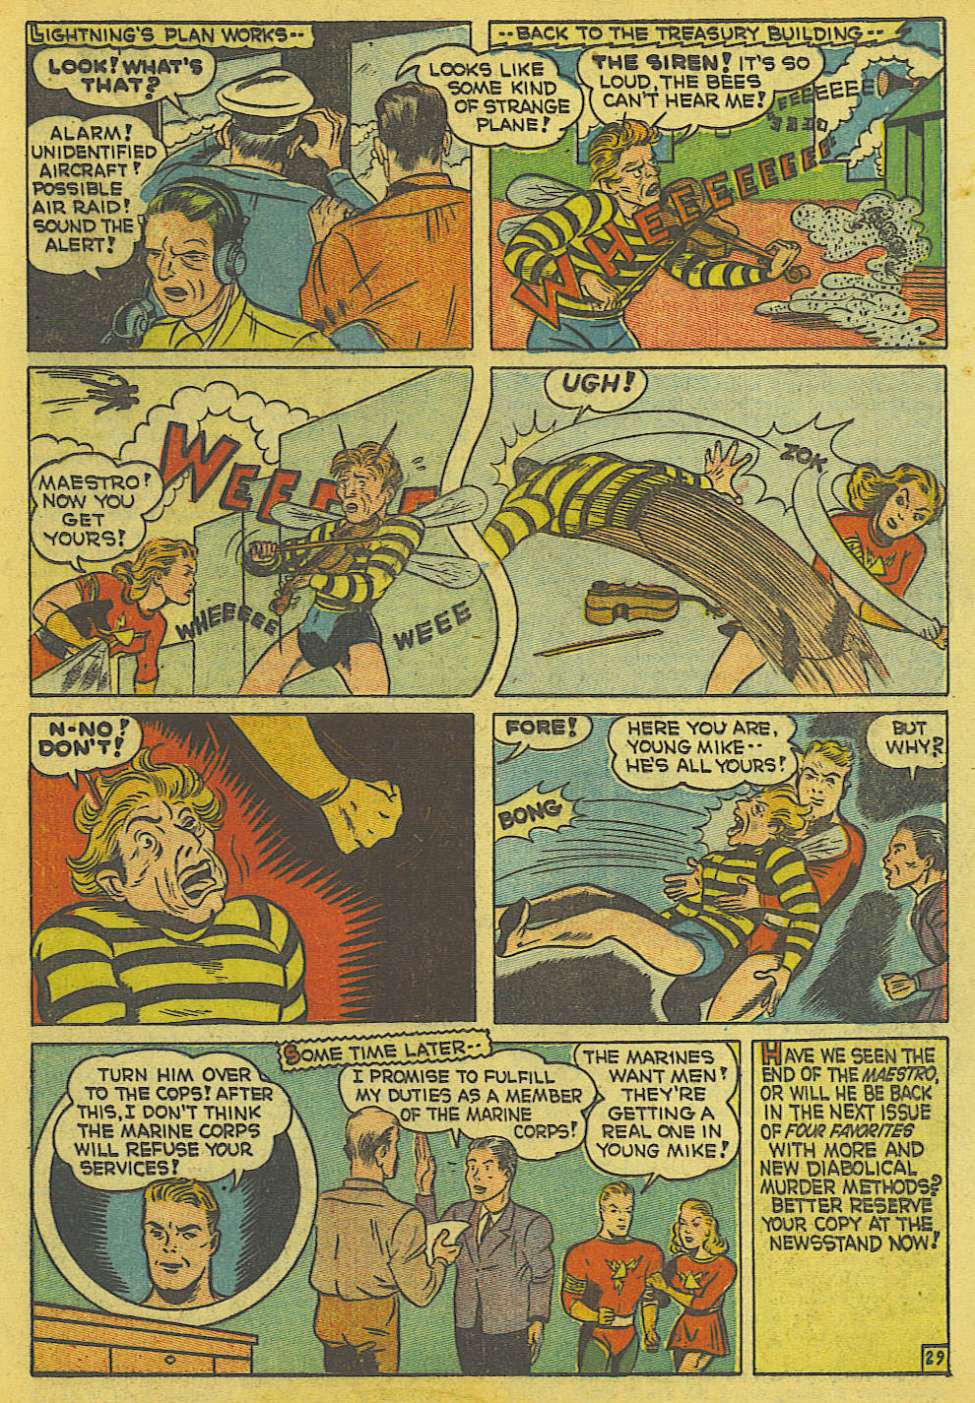 LIGHTNING'S PLAN WORKS--
LOOK! WHAT'S
THAT?
ALARM!
UNIDENTIFIED
AIRCRAFT!
POSSIBLE
AIR RAID!
SOUND THE
ALERT!
LOOKS LIKE
SOME KIND
OF STRANGE
PLANE!
--BACK TO THE TREASURY BUILDING--
THE SIREN! IT'S SO
LOUD, THE BEES
CAN'T HEAR ME!
WHEEEEEEEE
MAESTRO!
NOW YOU
GET
YOURS!
WEEEEE
WHEEEEEE
WEEE
UGH!
ZOK
N-NO!
DON'T!
FORE!
BONG
HERE YOU ARE,
YOUNG MIKE--
HE'S ALL YOURS!
BUT
WHY?
TURN HIM OVER
TO THE COPS! AFTER
THIS, I DON'T THINK
THE MARINE CORPS
WILL REFUSE YOUR
SERVICES!
SOME TIME LATER--
I PROMISE TO FULFILL
MY DUTIES AS A MEMBER
OF THE MARINE
CORPS!
THE MARINES
WANT MEN!
THEY'RE
GETTING A
REAL ONE IN
YOUNG MIKE!
HAVE WE SEEN THE
END OF THE MAESTRO,
OR WILL HE BE BACK
IN THE NEXT ISSUE
OF FOUR FAVORITES
WITH MORE AND
NEW DIABOLICAL
MURDER METHODS?
BETTER RESERVE
YOUR COPY AT THE
NEWSSTAND NOW!
29